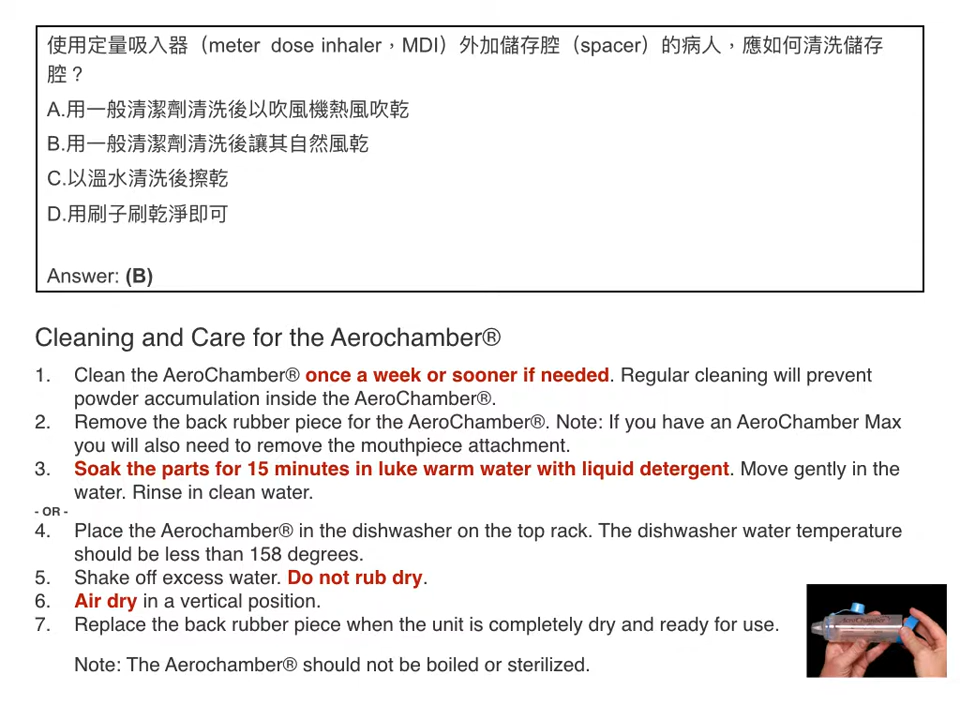 使用定量吸入器（meter dose inhaler，MDI）外加儲存腔（spacer）的病人，應如何清洗儲存
腔？
A.用一般清潔劑清洗後以吹風機熱風吹乾
B.用一般清潔劑清洗後讓其自然風乾
C.以溫水清洗後擦乾
D.用刷子刷乾淨即可
Answer: (B)
Cleaning and Care for the Aerochamber®
1. Clean the AeroChamber® once a week or sooner if needed. Regular cleaning will prevent
powder accumulation inside the AeroChamber®.
2. Remove the back rubber piece for the AeroChamber®. Note: If you have an AeroChamber Max
you will also need to remove the mouthpiece attachment.
3. Soak the parts for 15 minutes in luke warm water with liquid detergent. Move gently in the
water. Rinse in clean water.
- OR -
4. Place the Aerochamber® in the dishwasher on the top rack. The dishwasher water temperature
should be less than 158 degrees.
5. Shake off excess water. Do not rub dry.
6. Air dry in a vertical position.
7. Replace the back rubber piece when the unit is completely dry and ready for use.
Note: The Aerochamber® should not be boiled or sterilized.
AeroChamber